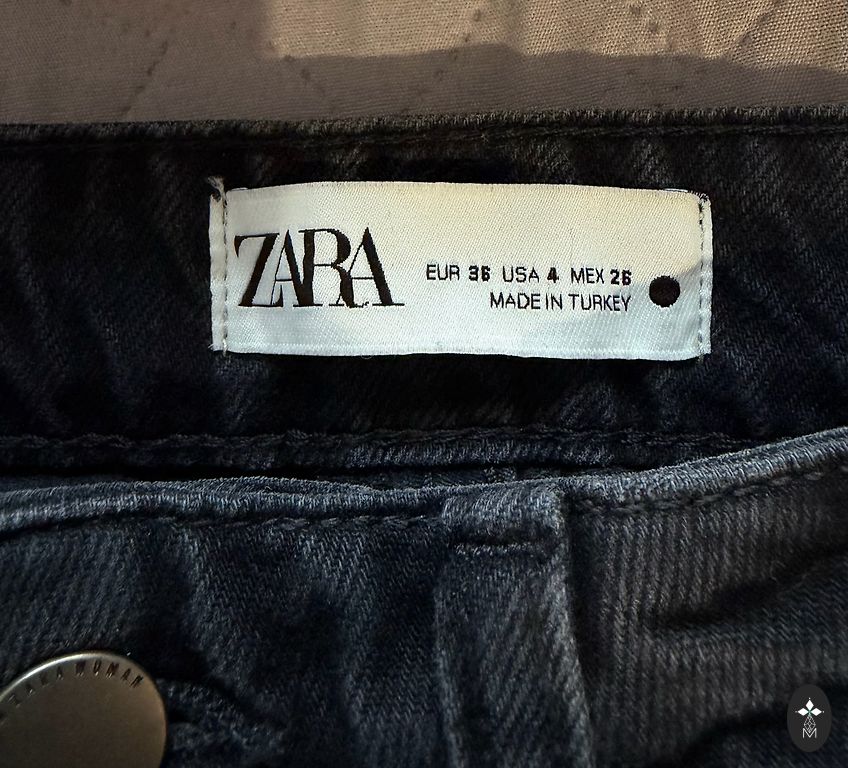 ZARA
EUR 36 USA 4 MEX 26
MADE IN TURKEY
ZARA WOMAN
M